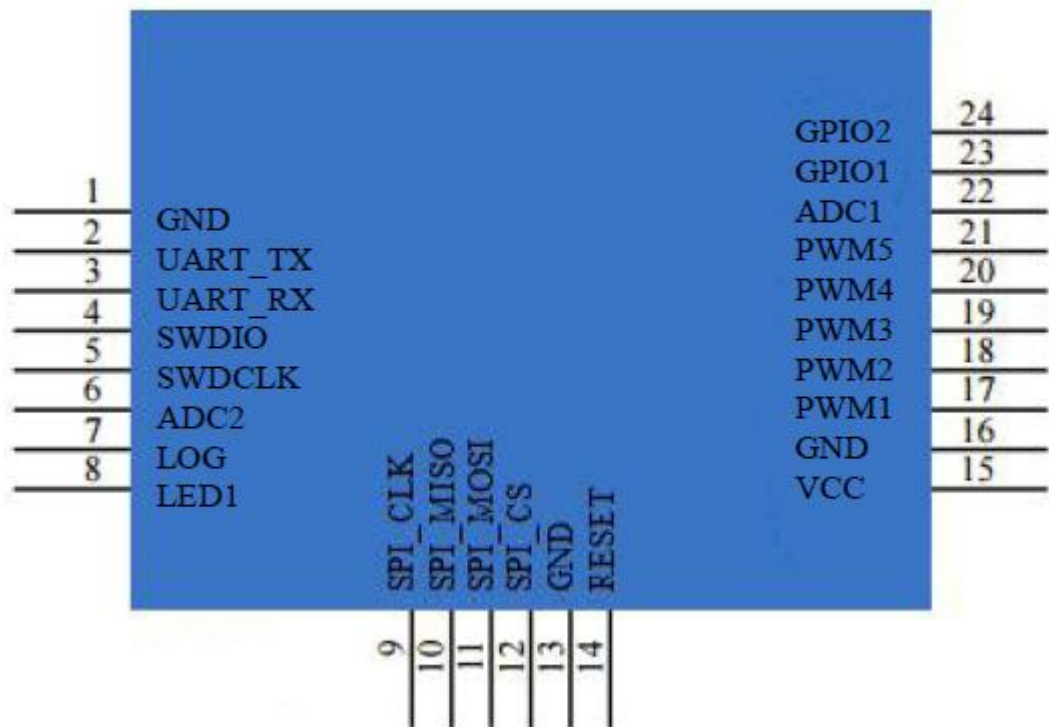 1 GND
2 UART_TX
3 UART_RX
4 SWDIO
5 SWDCLK
6 ADC2
7 LOG
8 LED1
9 SPI_CLK
10 SPI_MISO
11 SPI_MOSI
12 SPI_CS
13 GND
14 RESET
GPIO2 24
GPIO1 23
ADC1 22
PWM5 21
PWM4 20
PWM3 19
PWM2 18
PWM1 17
GND 16
VCC 15